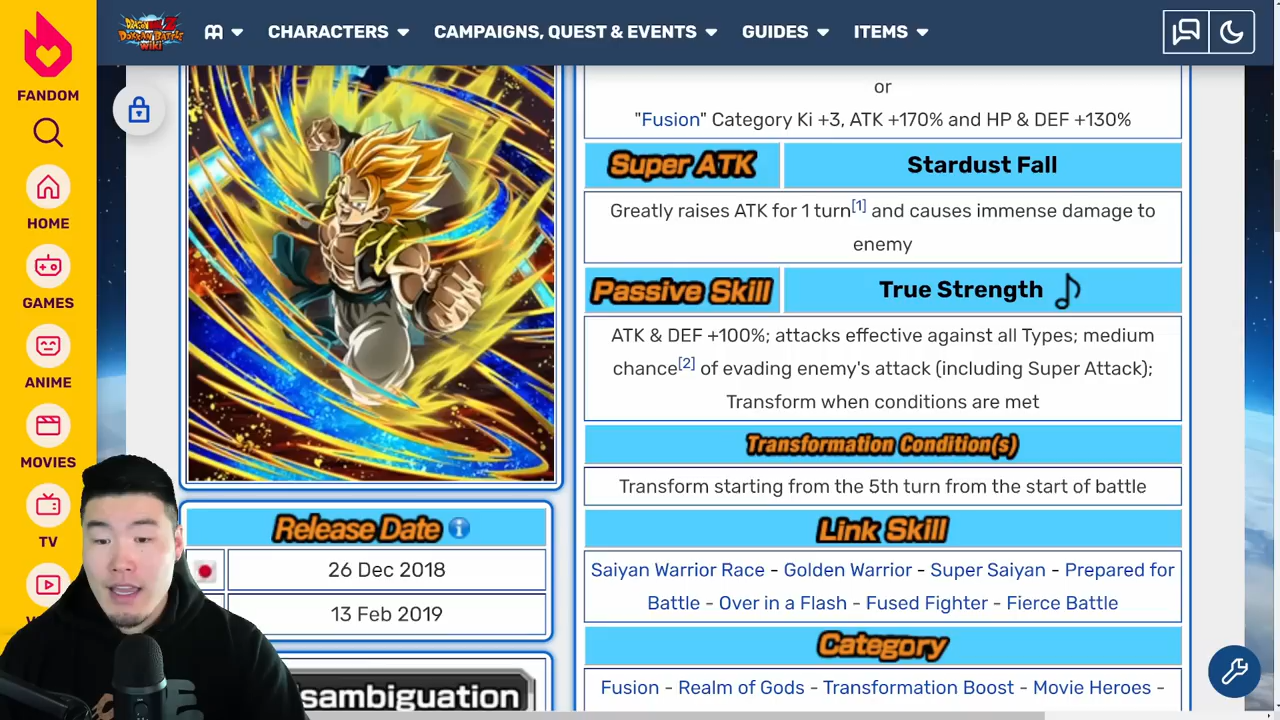 DRAGON BALL Z
DOKKAN BATTLE
WIKI
CHARACTERS
CAMPAIGNS, QUEST & EVENTS
GUIDES
ITEMS
FANDOM
HOME
GAMES
ANIME
MOVIES
TV
or
"Fusion" Category Ki +3, ATK +170% and HP & DEF +130%
Super ATK
Stardust Fall
Greatly raises ATK for 1 turn[1] and causes immense damage to
enemy
Passive Skill
True Strength
ATK & DEF +100%; attacks effective against all Types; medium
chance[2] of evading enemy's attack (including Super Attack);
Transform when conditions are met
Transformation Condition(s)
Transform starting from the 5th turn from the start of battle
Link Skill
Saiyan Warrior Race - Golden Warrior - Super Saiyan - Prepared for
Battle - Over in a Flash - Fused Fighter - Fierce Battle
Category
Fusion - Realm of Gods - Transformation Boost - Movie Heroes -
Release Date
26 Dec 2018
13 Feb 2019
sambiguation